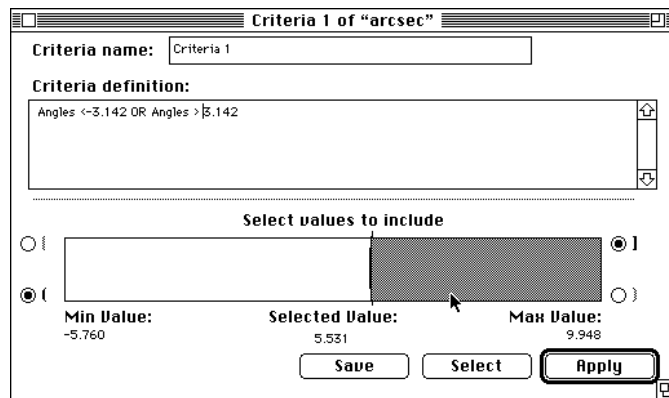 Criteria 1 of “arcsec”
Criteria name: Criteria 1
Criteria definition:
Angles <-3.142 OR Angles >3.142
Select values to include
[ ]
( )
Min Value: Selected Value: Max Value:
-5.760 5.531 9.948
Save Select Apply